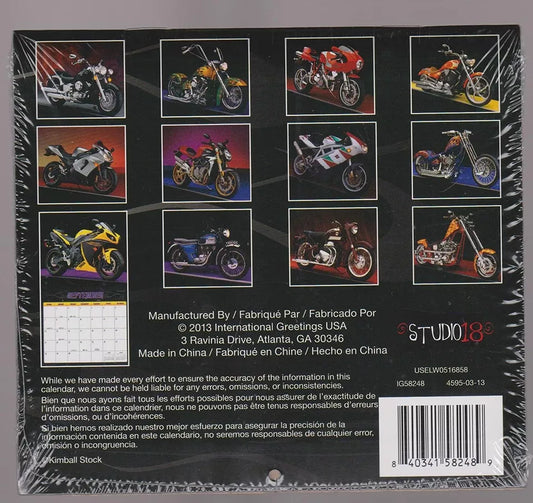 SEPTEMBER
Manufactured By / Fabriqué Par / Fabricado Por
© 2013 International Greetings USA
3 Ravinia Drive, Atlanta, GA 30346
Made in China / Fabriqué en Chine / Hecho en China
STUDIO18
USELW0516858
IG58248 4595-03-13
While we have made every effort to ensure the accuracy of the information in this
calendar, we cannot be held liable for any errors, omissions, or inconsistencies.
Bien que nous ayons fait tous les efforts possibles pour nous assurer de l'exactitude de
l'information dans ce calendrier, nous ne pouvons pas être tenus responsables d'erreurs
d'omissions, ou d'incohérences.
Si bien hemos realizado nuestro mejor esfuerzo para asegurar la precisión de la
información contenida en este calendario, no seremos responsables de cualquier error,
omisión o incongruencia.
©Kimball Stock
8 40341 58248 9